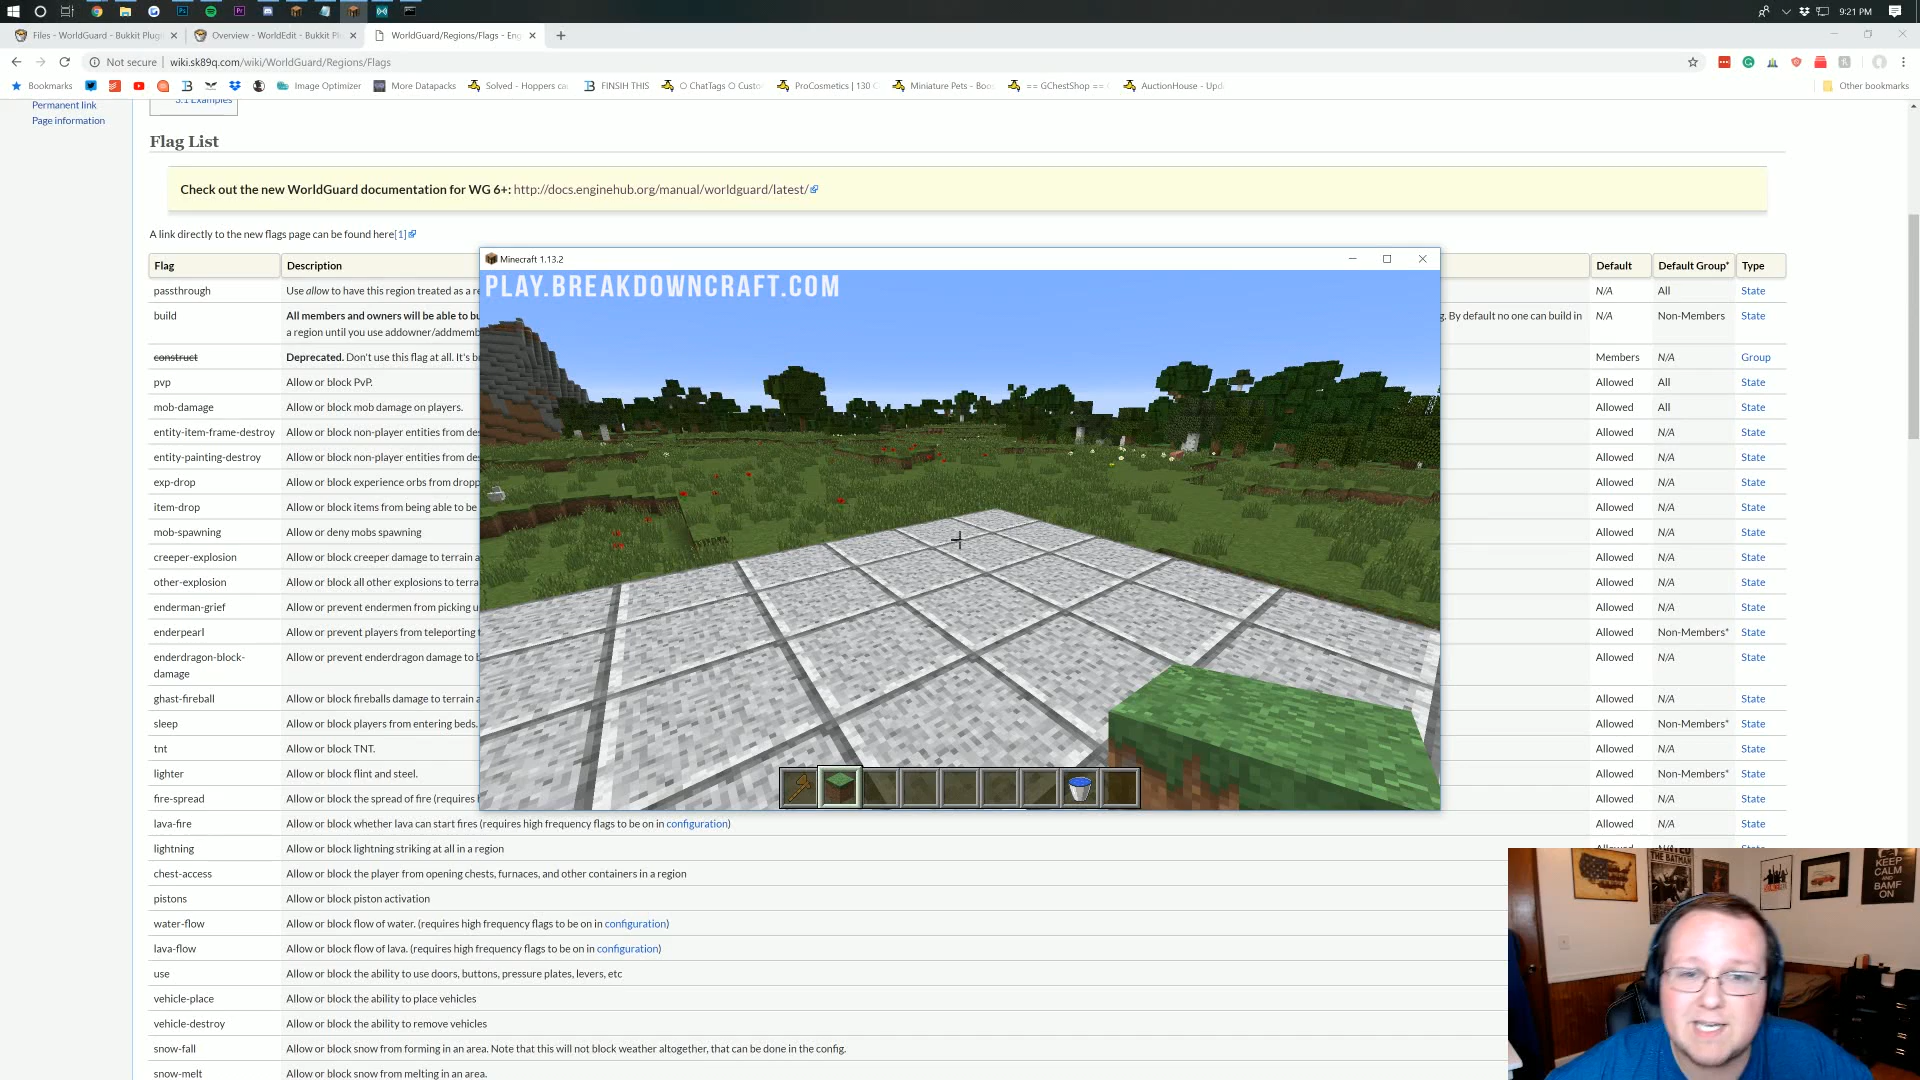 9:21 PM
Files - WorldGuard - Bukkit Plugi
Overview - WorldEdit - Bukkit Pl
WorldGuard/Regions/Flags - En
Not secure | wiki.sk89q.com/wiki/WorldGuard/Regions/Flags
Bookmarks
Image Optimizer
More Datapacks
Solved - Hoppers ca
FINSIH THIS
O ChatTags O Custo
ProCosmetics | 130 C
Miniature Pets - Boo
== GChestShop ==
AuctionHouse - Upd
Other bookmarks
Permanent link
Page information
3.1 Examples
Flag List
Check out the new WorldGuard documentation for WG 6+: http://docs.enginehub.org/manual/worldguard/latest/
A link directly to the new flags page can be found here[1]
Minecraft 1.13.2
PLAY.BREAKDOWNCRAFT.COM
Flag Description Default Default Group* Type
passthrough Use allow to have this region treated as a N/A All State
build All members and owners will be able to g. By default no one can build in N/A Non-Members State
a region until you use addowner/addmemb
construct Deprecated. Don't use this flag at all. It's Members N/A Group
pvp Allow or block PvP. Allowed All State
mob-damage Allow or block mob damage on players. Allowed All State
entity-item-frame-destroy Allow or block non-player entities from de Allowed N/A State
entity-painting-destroy Allow or block non-player entities from de Allowed N/A State
exp-drop Allow or block experience orbs from dropp Allowed N/A State
item-drop Allow or block items from being able to be Allowed N/A State
mob-spawning Allow or deny mobs spawning Allowed N/A State
creeper-explosion Allow or block creeper damage to terrain a Allowed N/A State
other-explosion Allow or block all other explosions to terra Allowed N/A State
enderman-grief Allow or prevent endermen from picking u Allowed N/A State
enderpearl Allow or prevent players from teleporting Allowed Non-Members* State
enderdragon-block-
damage Allow or prevent enderdragon damage to Allowed N/A State
ghast-fireball Allow or block fireballs damage to terrain a Allowed N/A State
sleep Allow or block players from entering beds. Allowed Non-Members* State
tnt Allow or block TNT. Allowed N/A State
lighter Allow or block flint and steel. Allowed Non-Members* State
fire-spread Allow or block the spread of fire (requires Allowed N/A State
lava-fire Allow or block whether lava can start fires (requires high frequency flags to be on in configuration) Allowed N/A State
lightning Allow or block lightning striking at all in a region
chest-access Allow or block the player from opening chests, furnaces, and other containers in a region
pistons Allow or block piston activation
water-flow Allow or block flow of water. (requires high frequency flags to be on in configuration)
lava-flow Allow or block flow of lava. (requires high frequency flags to be on in configuration)
use Allow or block the ability to use doors, buttons, pressure plates, levers, etc
vehicle-place Allow or block the ability to place vehicles
vehicle-destroy Allow or block the ability to remove vehicles
snow-fall Allow or block snow from forming in an area. Note that this will not block weather altogether, that can be done in the config.
snow-melt Allow or block snow from melting in an area.
THE BATMAN
KEEP
CALM
AND
BAMF
ON